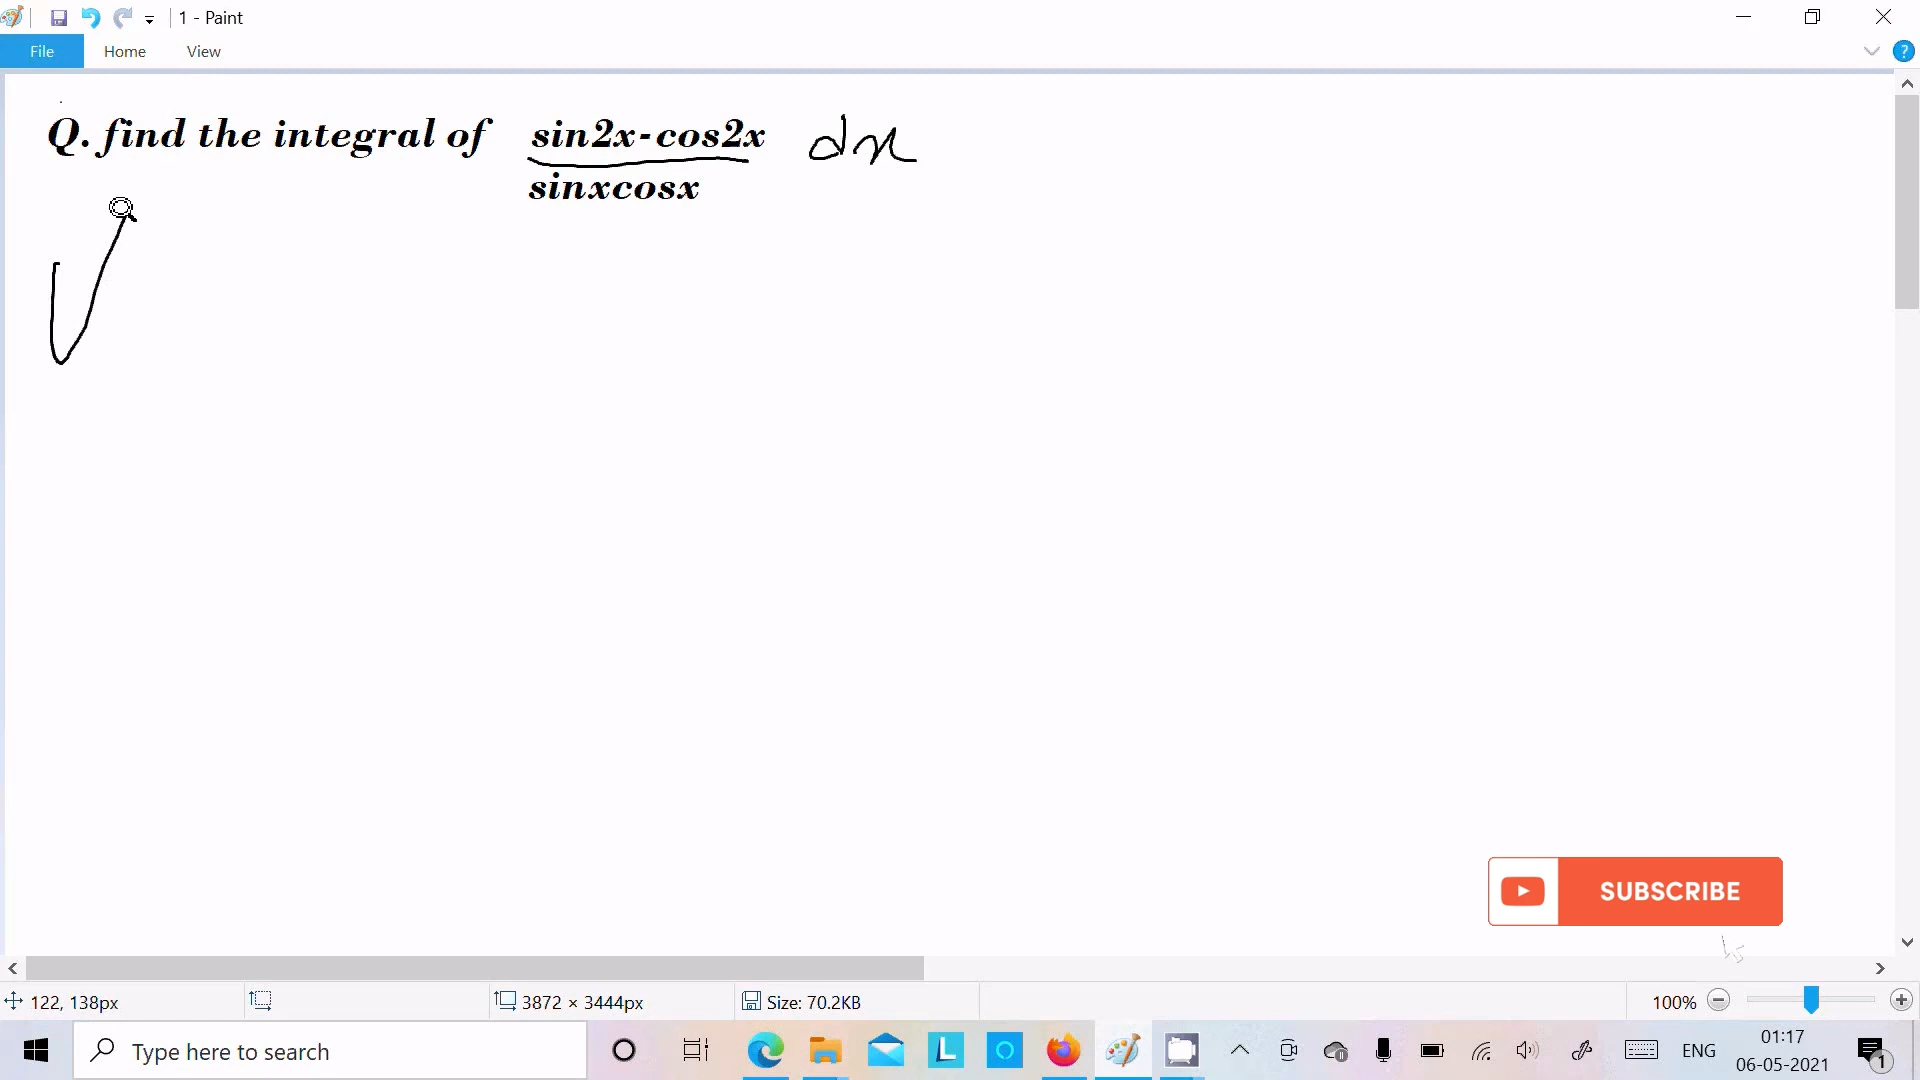 1 - Paint
File Home View
Q. find the integral of sin2x-cos2x dx
sinxcosx
SUBSCRIBE
122, 138px 3872 × 3444px Size: 70.2KB 100%
Type here to search L ENG 01:17
06-05-2021 1